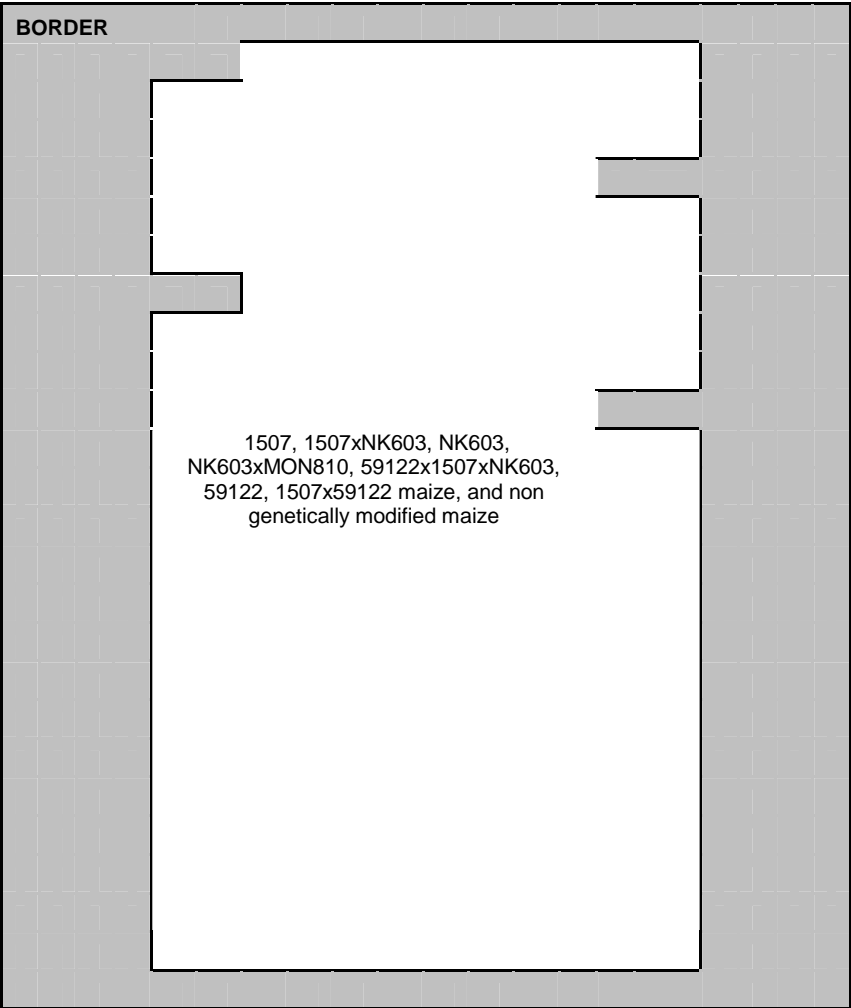 BORDER
1507, 1507xNK603, NK603,
NK603xMON810, 59122x1507xNK603,
59122, 1507x59122 maize, and non
genetically modified maize